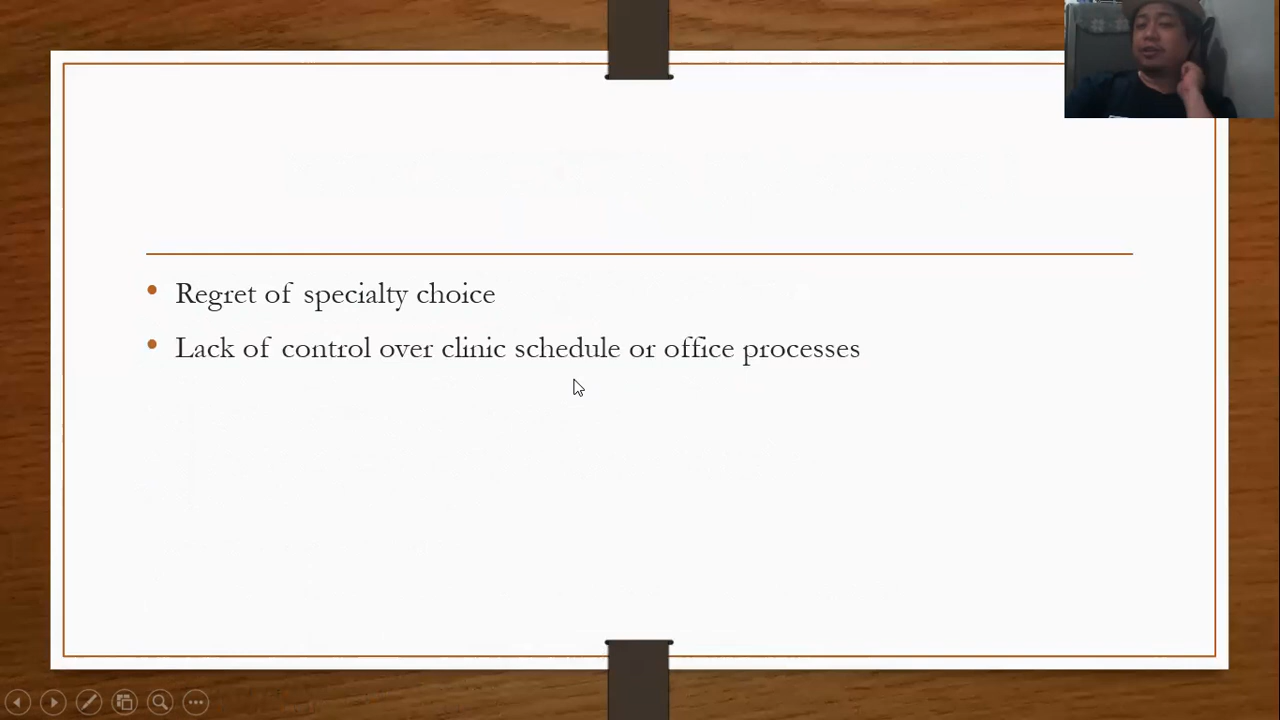 Regret of specialty choice
Lack of control over clinic schedule or office processes